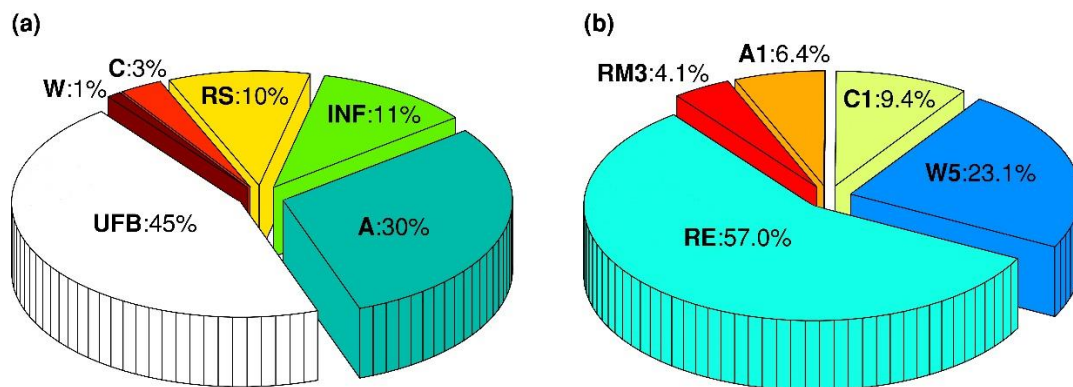 (a)
W:1%
C:3%
RS:10%
INF:11%
UFB:45%
A:30%
(b)
RM3:4.1%
A1:6.4%
C1:9.4%
W5:23.1%
RE:57.0%